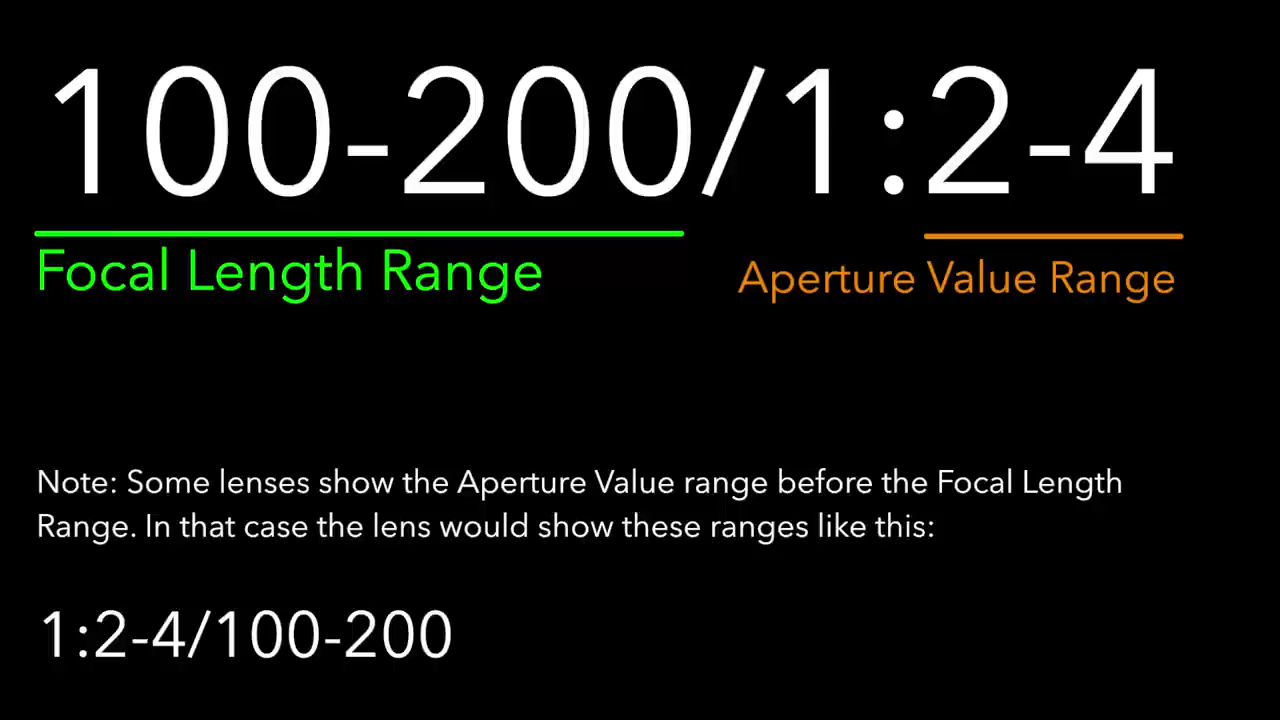 100-200/1:2-4
Focal Length Range
Aperture Value Range
Note: Some lenses show the Aperture Value range before the Focal Length
Range. In that case the lens would show these ranges like this:
1:2-4/100-200